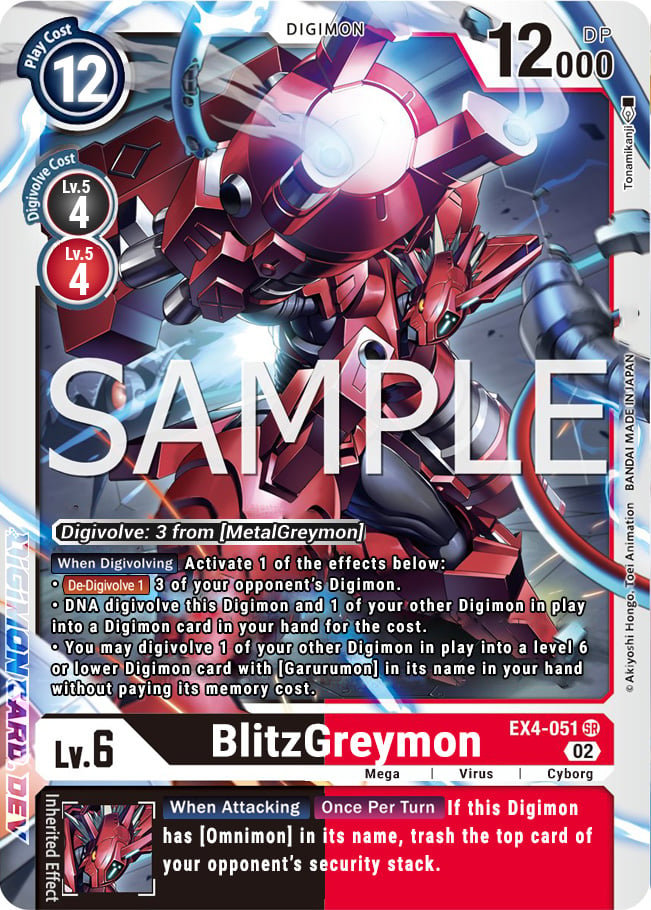 DIGIMON
Play Cost
12
DP
12000
Digivolve Cost
Lv.5
4
Lv.5
4
Tonamikanji
SAMPLE
© Akiyoshi Hongo, Toei Animation BANDAI MADE IN JAPAN
Digivolve: 3 from [MetalGreymon]
When Digivolving Activate 1 of the effects below:
• De-Digivolve 1 3 of your opponent's Digimon.
• DNA digivolve this Digimon and 1 of your other Digimon in play
into a Digimon card in your hand for the cost.
• You may digivolve 1 of your other Digimon in play into a level 6
or lower Digimon card with [Garurumon] in its name in your hand
without paying its memory cost.
DIGIMON CARD DEV
Lv.6
BlitzGreymon
EX4-051 SR
02
Mega | Virus | Cyborg
Inherited Effect
When Attacking Once Per Turn If this Digimon
has [Omnimon] in its name, trash the top card of
your opponent's security stack.